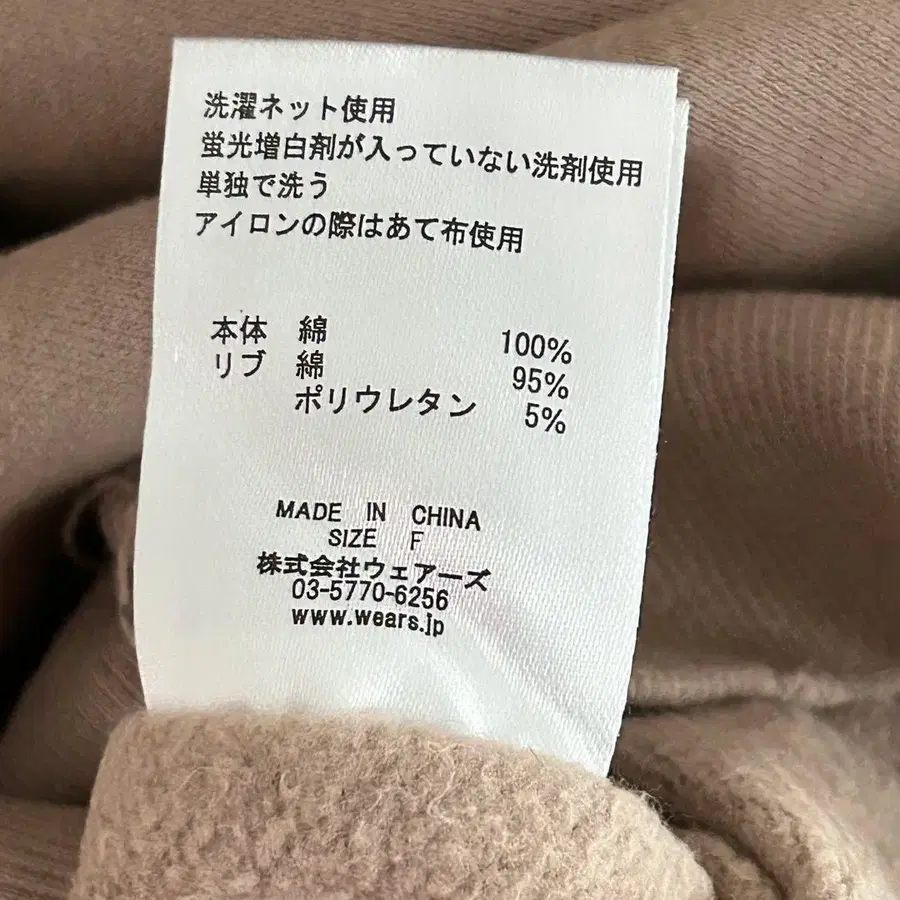 洗濯ネット使用
蛍光増白剤が入っていない洗剤使用
単独で洗う
アイロンの際はあて布使用
本体 綿 100%
リブ 綿 95%
ポリウレタン 5%
MADE IN CHINA
SIZE F
株式会社ウェアーズ
03-5770-6256
www.wears.jp